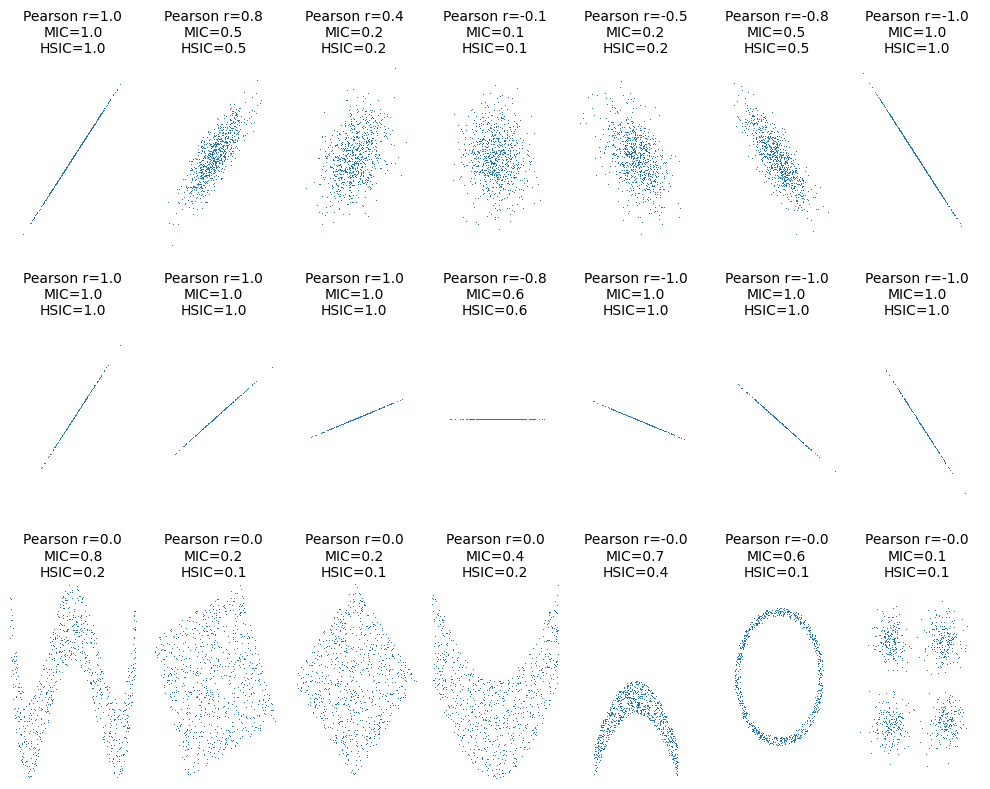 Pearson r=1.0
MIC=1.0
HSIC=1.0
Pearson r=0.8
MIC=0.5
HSIC=0.5
Pearson r=0.4
MIC=0.2
HSIC=0.2
Pearson r=-0.1
MIC=0.1
HSIC=0.1
Pearson r=-0.5
MIC=0.2
HSIC=0.2
Pearson r=-0.8
MIC=0.5
HSIC=0.5
Pearson r=-1.0
MIC=1.0
HSIC=1.0
Pearson r=1.0
MIC=1.0
HSIC=1.0
Pearson r=1.0
MIC=1.0
HSIC=1.0
Pearson r=1.0
MIC=1.0
HSIC=1.0
Pearson r=-0.8
MIC=0.6
HSIC=0.6
Pearson r=-1.0
MIC=1.0
HSIC=1.0
Pearson r=-1.0
MIC=1.0
HSIC=1.0
Pearson r=-1.0
MIC=1.0
HSIC=1.0
Pearson r=0.0
MIC=0.8
HSIC=0.2
Pearson r=0.0
MIC=0.2
HSIC=0.1
Pearson r=0.0
MIC=0.2
HSIC=0.1
Pearson r=0.0
MIC=0.4
HSIC=0.2
Pearson r=-0.0
MIC=0.7
HSIC=0.4
Pearson r=-0.0
MIC=0.6
HSIC=0.1
Pearson r=-0.0
MIC=0.1
HSIC=0.1